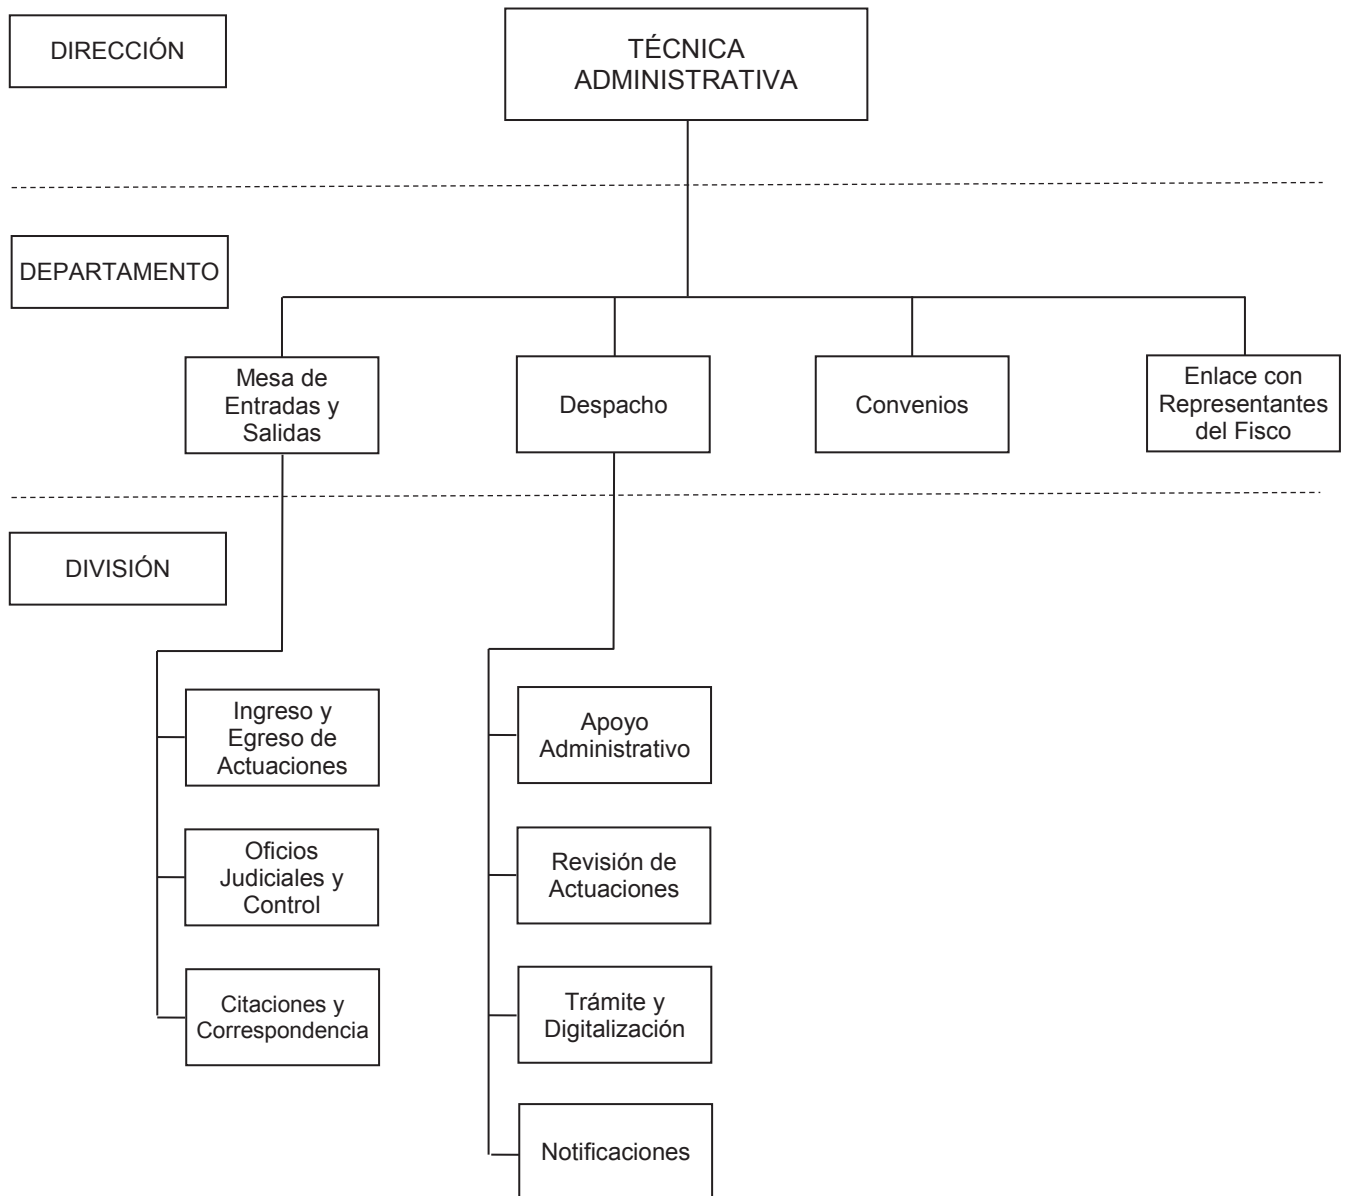 DIRECCIÓN
TÉCNICA
ADMINISTRATIVA
DEPARTAMENTO
Mesa de
Entradas y
Salidas
Despacho
Convenios
Enlace con
Representantes
del Fisco
DIVISIÓN
Ingreso y
Egreso de
Actuaciones
Oficios
Judiciales y
Control
Citaciones y
Correspondencia
Apoyo
Administrativo
Revisión de
Actuaciones
Trámite y
Digitalización
Notificaciones